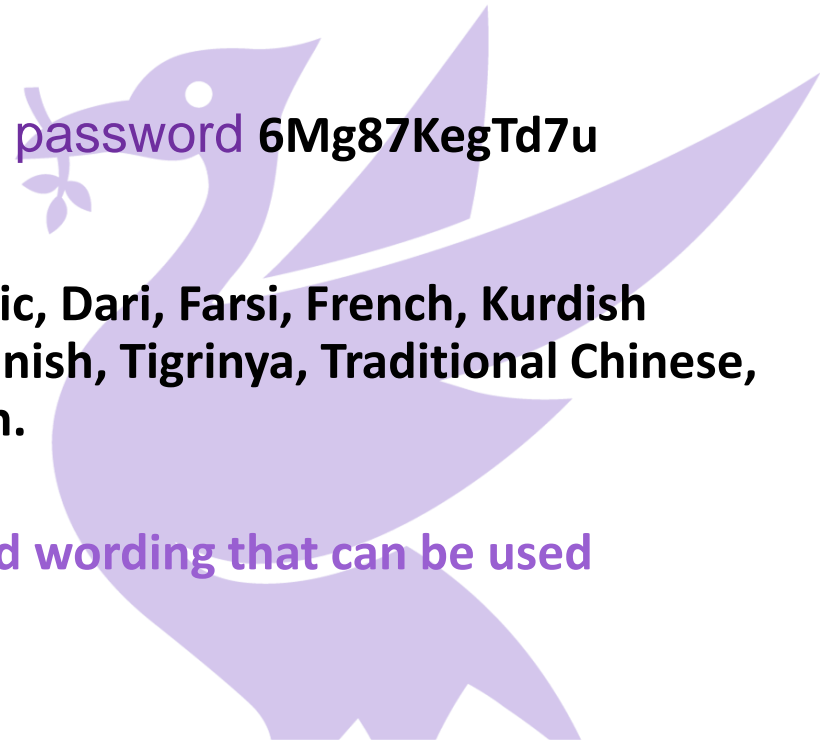 password 6Mg87KegTd7u
ic, Dari, Farsi, French, Kurdish
nish, Tigrinya, Traditional Chinese,
n.
d wording that can be used